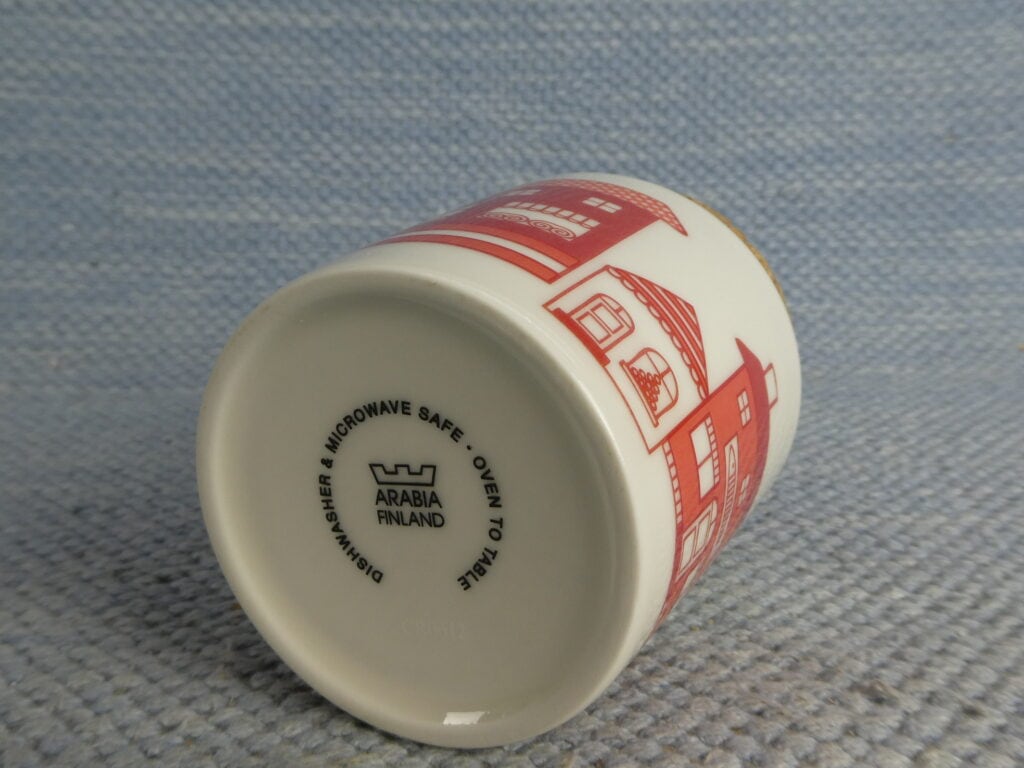 DISHWASHER & MICROWAVE SAFE · OVEN TO TABLE
ARABIA
FINLAND